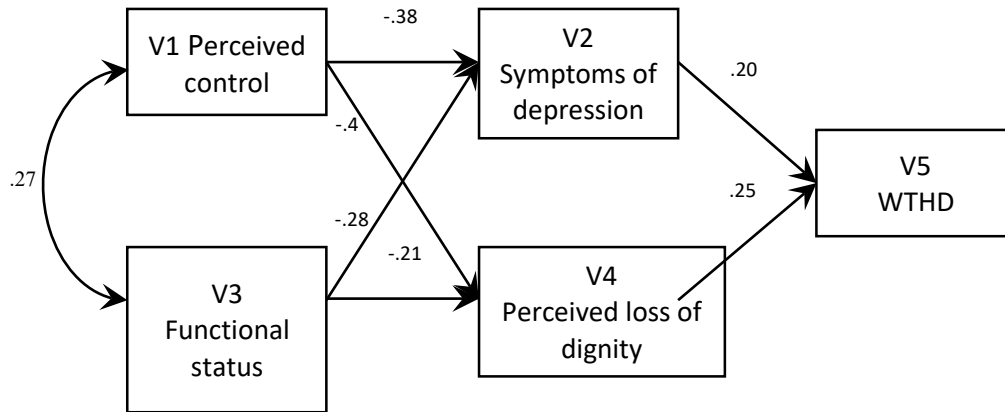 V1 Perceived
control
-.38
V2
Symptoms of
depression
.20
-.4
.27
V5
WTHD
.25
-.28
-.21
V3
Functional
status
V4
Perceived loss of
dignity